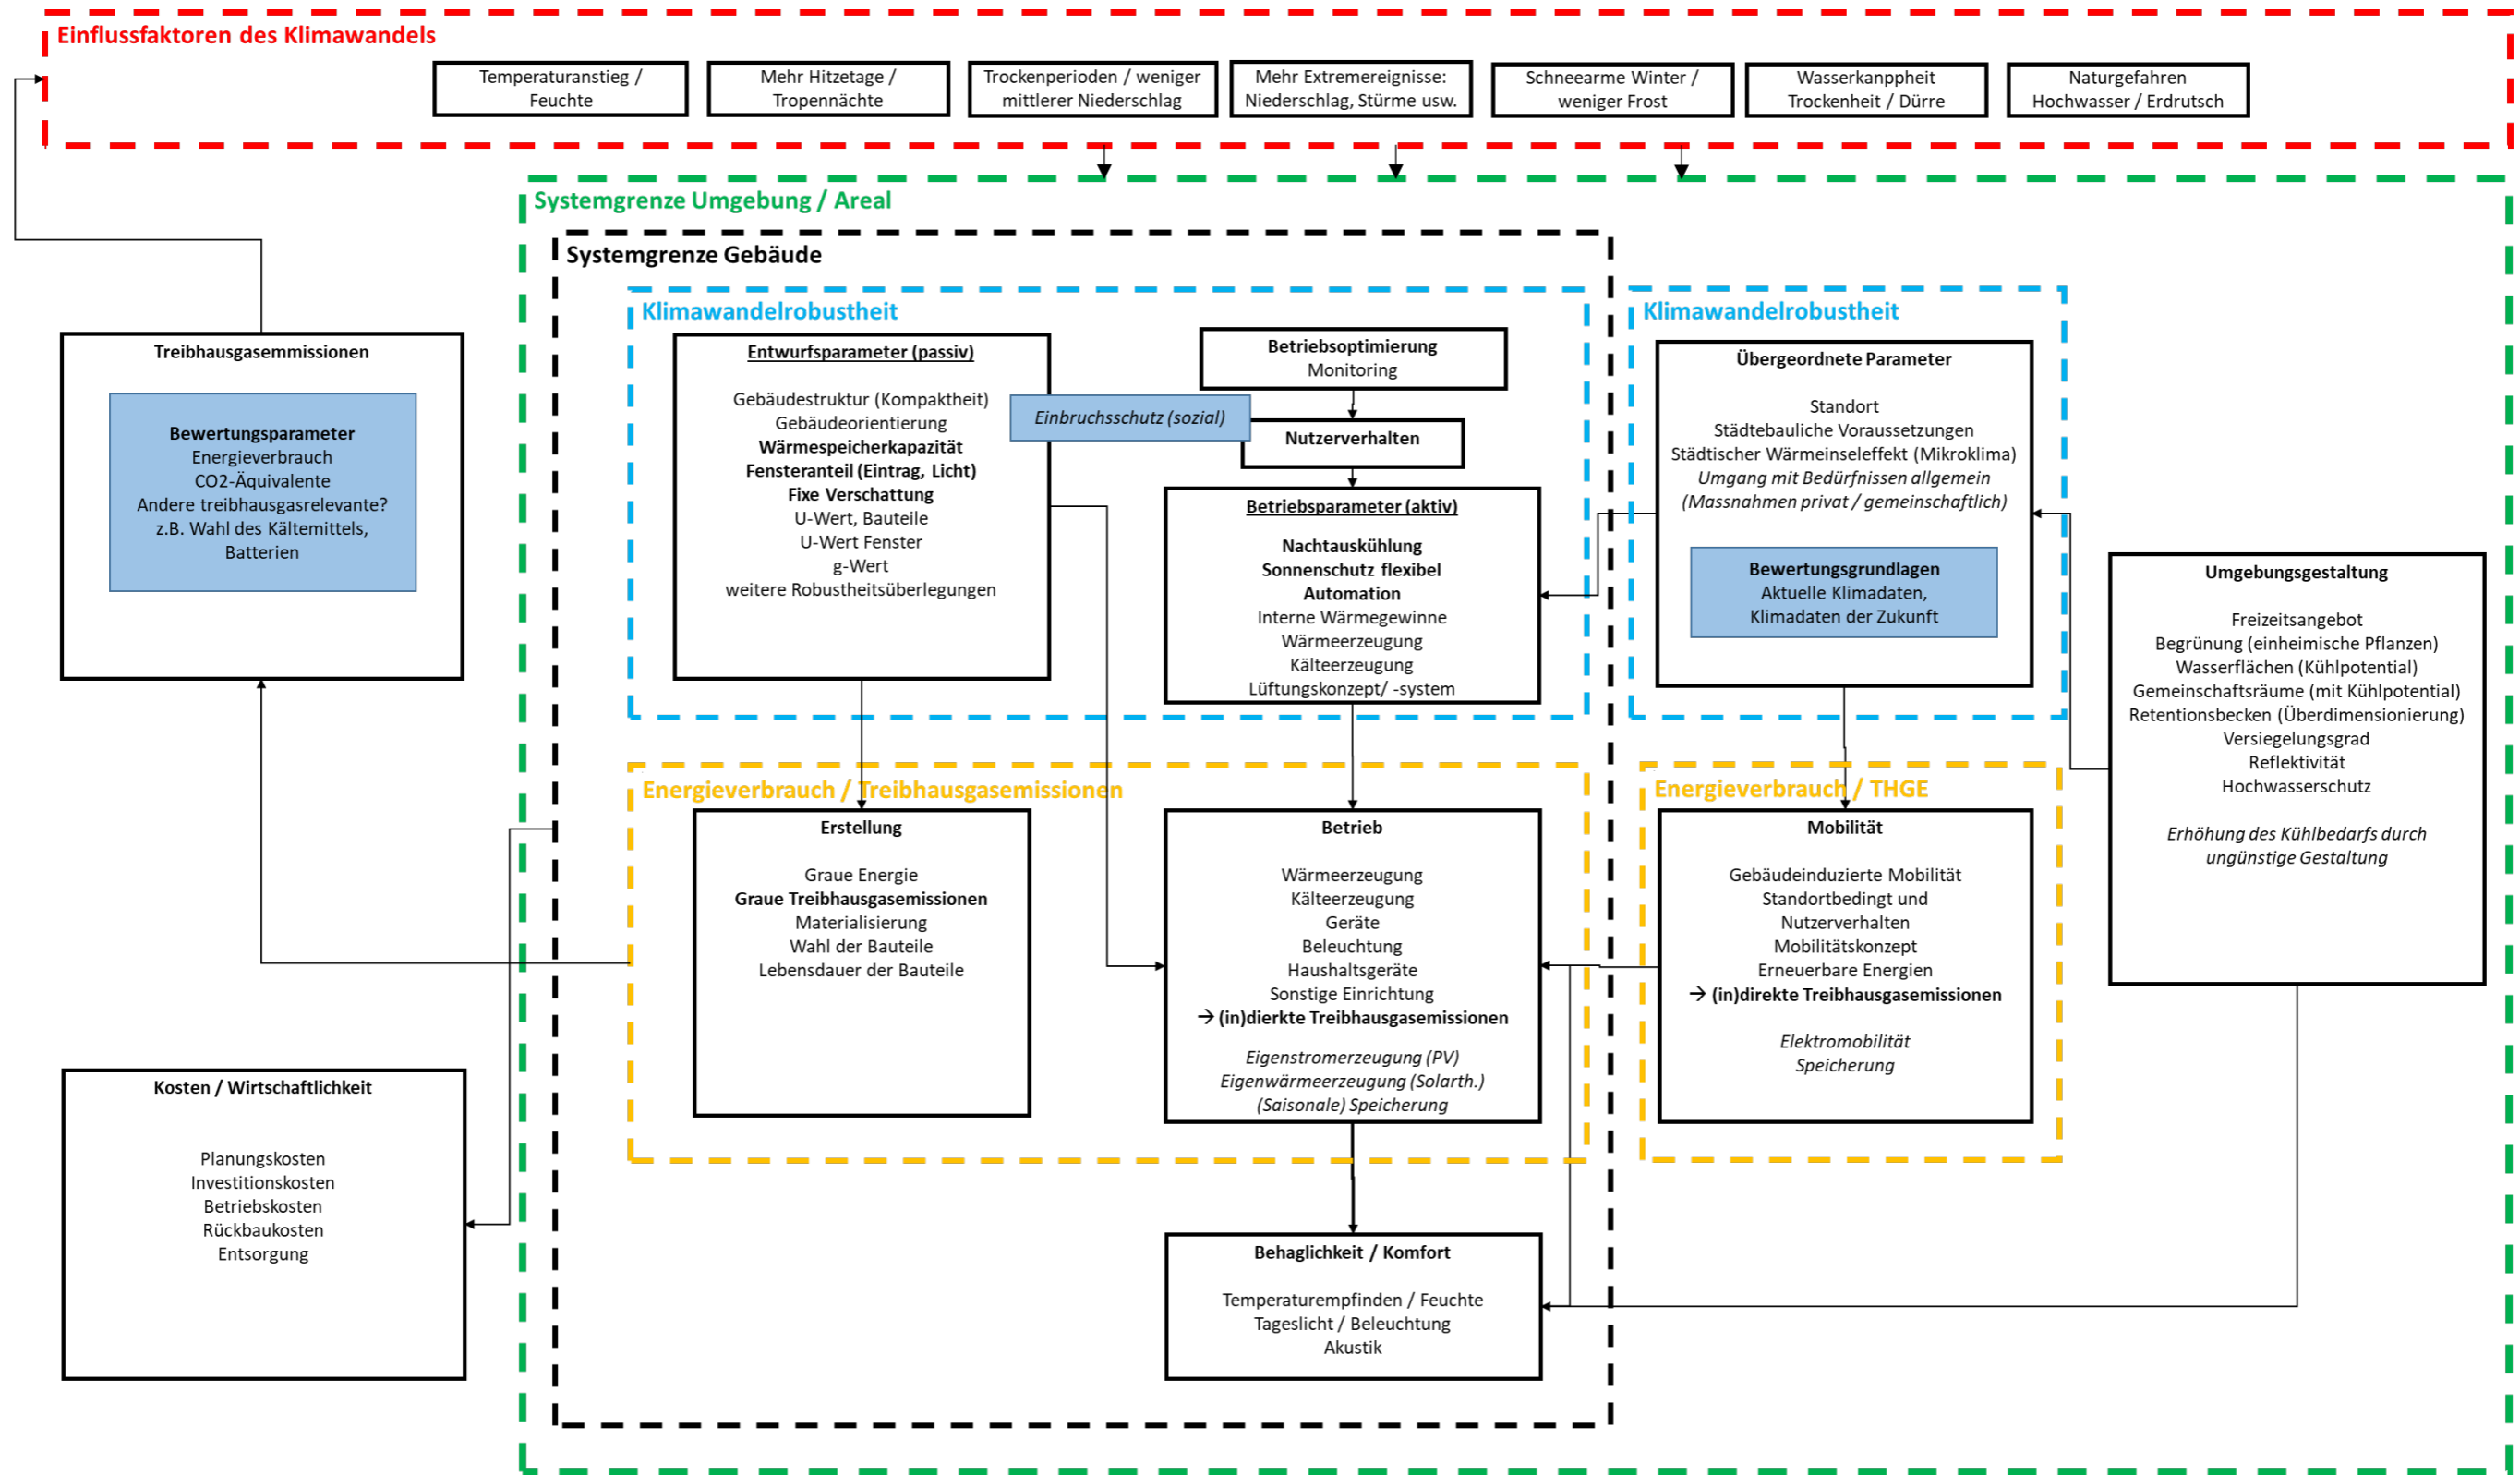 Einflussfaktoren des Klimawandels
Temperaturanstieg /
Feuchte
Mehr Hitzetage /
Tropennächte
Trockenperioden / weniger
mittlerer Niederschlag
Mehr Extremereignisse:
Niederschlag, Stürme usw.
Schneearme Winter /
weniger Frost
Wasserkanppheit
Trockenheit / Dürre
Naturgefahren
Hochwasser / Erdrutsch
Systemgrenze Umgebung / Areal
Systemgrenze Gebäude
Treibhausgasemmissionen
Bewertungsparameter
Energieverbrauch
CO2-Äquivalente
Andere treibhausgasrelevante?
z.B. Wahl des Kältemittels,
Batterien
Klimawandelrobustheit
Entwurfsparameter (passiv)
Gebäudestruktur (Kompaktheit)
Gebäudeorientierung
Wärmespeicherkapazität
Fensteranteil (Eintrag, Licht)
Fixe Verschattung
U-Wert, Bauteile
U-Wert Fenster
g-Wert
weitere Robustheitsüberlegungen
Einbruchsschutz (sozial)
Betriebsoptimierung
Monitoring
Nutzerverhalten
Betriebsparameter (aktiv)
Nachtauskühlung
Sonnenschutz flexibel
Automation
Interne Wärmegewinne
Wärmeerzeugung
Kälteerzeugung
Lüftungskonzept/ -system
Klimawandelrobustheit
Übergeordnete Parameter
Standort
Städtebauliche Voraussetzungen
Städtischer Wärmeinseleffekt (Mikroklima)
Umgang mit Bedürfnissen allgemein
(Massnahmen privat / gemeinschaftlich)
Bewertungsgrundlagen
Aktuelle Klimadaten,
Klimadaten der Zukunft
Umgebungsgestaltung
Freizeitsangebot
Begrünung (einheimische Pflanzen)
Wasserflächen (Kühlpotential)
Gemeinschaftsräume (mit Kühlpotential)
Retentionsbecken (Überdimensionierung)
Versiegelungsgrad
Reflektivität
Hochwasserschutz
Erhöhung des Kühlbedarfs durch
ungünstige Gestaltung
Energieverbrauch / Treibhausgasemissionen
Erstellung
Graue Energie
Graue Treibhausgasemissionen
Materialisierung
Wahl der Bauteile
Lebensdauer der Bauteile
Betrieb
Wärmeerzeugung
Kälteerzeugung
Geräte
Beleuchtung
Haushaltsgeräte
Sonstige Einrichtung
→ (in)dierkte Treibhausgasemissionen
Eigenstromerzeugung (PV)
Eigenwärmeerzeugung (Solarth.)
(Saisonale) Speicherung
Energieverbrauch / THGE
Mobilität
Gebäudeinduzierte Mobilität
Standortbedingt und
Nutzerverhalten
Mobilitätskonzept
Erneuerbare Energien
→ (in)direkte Treibhausgasemissionen
Elektromobilität
Speicherung
Kosten / Wirtschaftlichkeit
Planungskosten
Investitionskosten
Betriebskosten
Rückbaukosten
Entsorgung
Behaglichkeit / Komfort
Temperaturempfinden / Feuchte
Tageslicht / Beleuchtung
Akustik